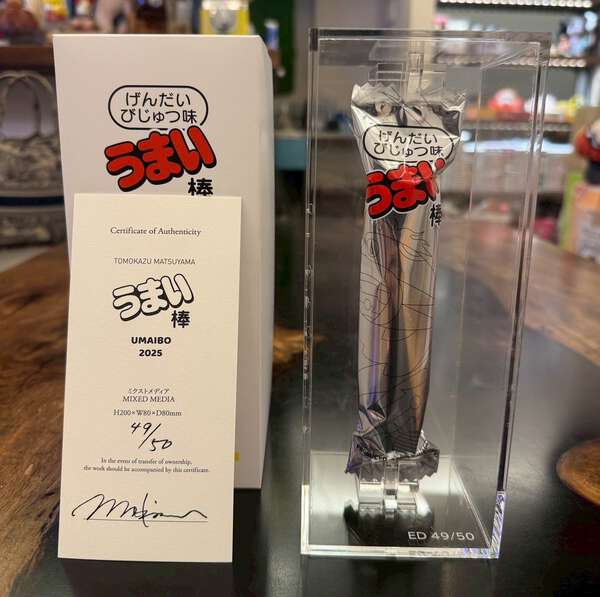 げんだい
びじゅつ味
うまい
棒
Certificate of Authenticity
TOMOKAZU MATSUYAMA
うまい
棒
UMAIBO
2025
ミクストメディア
MIXED MEDIA
H200×W80×D80mm
49/50
In the event of transfer of ownership,
the work should be accompanied by this certificate.
げんだい
びじゅつ味
うまい
棒
ED 49/50